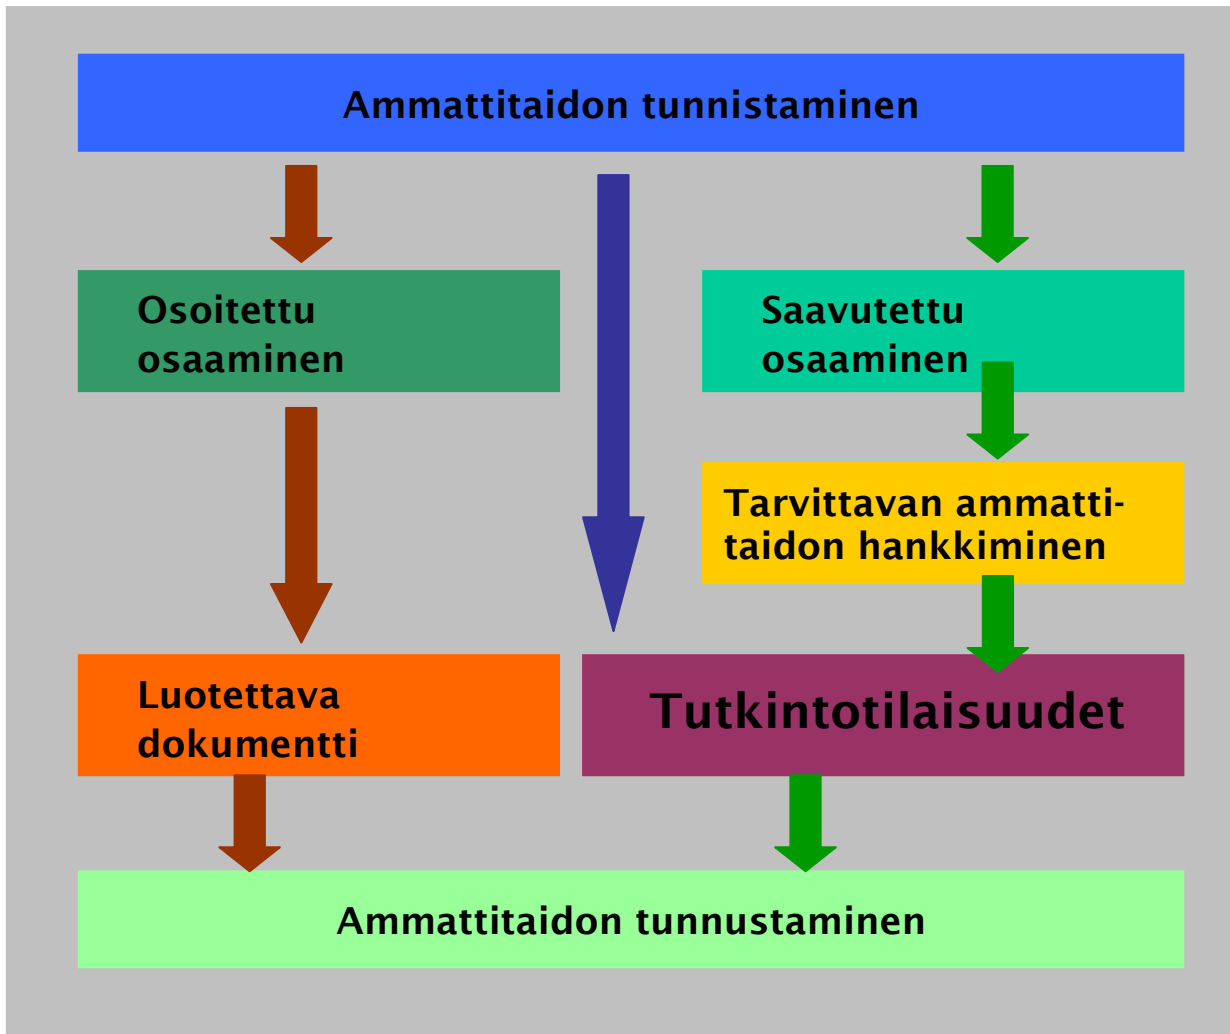 Ammattitaidon tunnistaminen
Osoitettu
osaaminen
Saavutettu
osaaminen
Tarvittavan ammatti-
taidon hankkiminen
Luotettava
dokumentti
Tutkintotilaisuudet
Ammattitaidon tunnustaminen